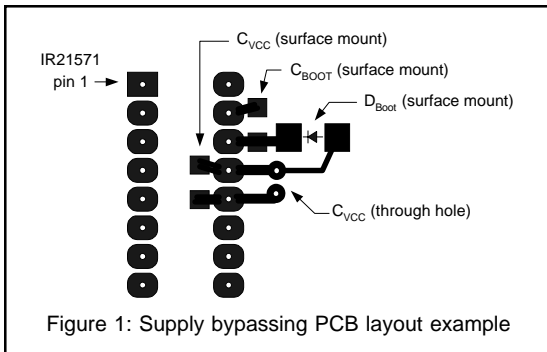 C_VCC (surface mount)
IR21571
pin 1
C_BOOT (surface mount)
D_Boot (surface mount)
C_VCC (through hole)
Figure 1: Supply bypassing PCB layout example